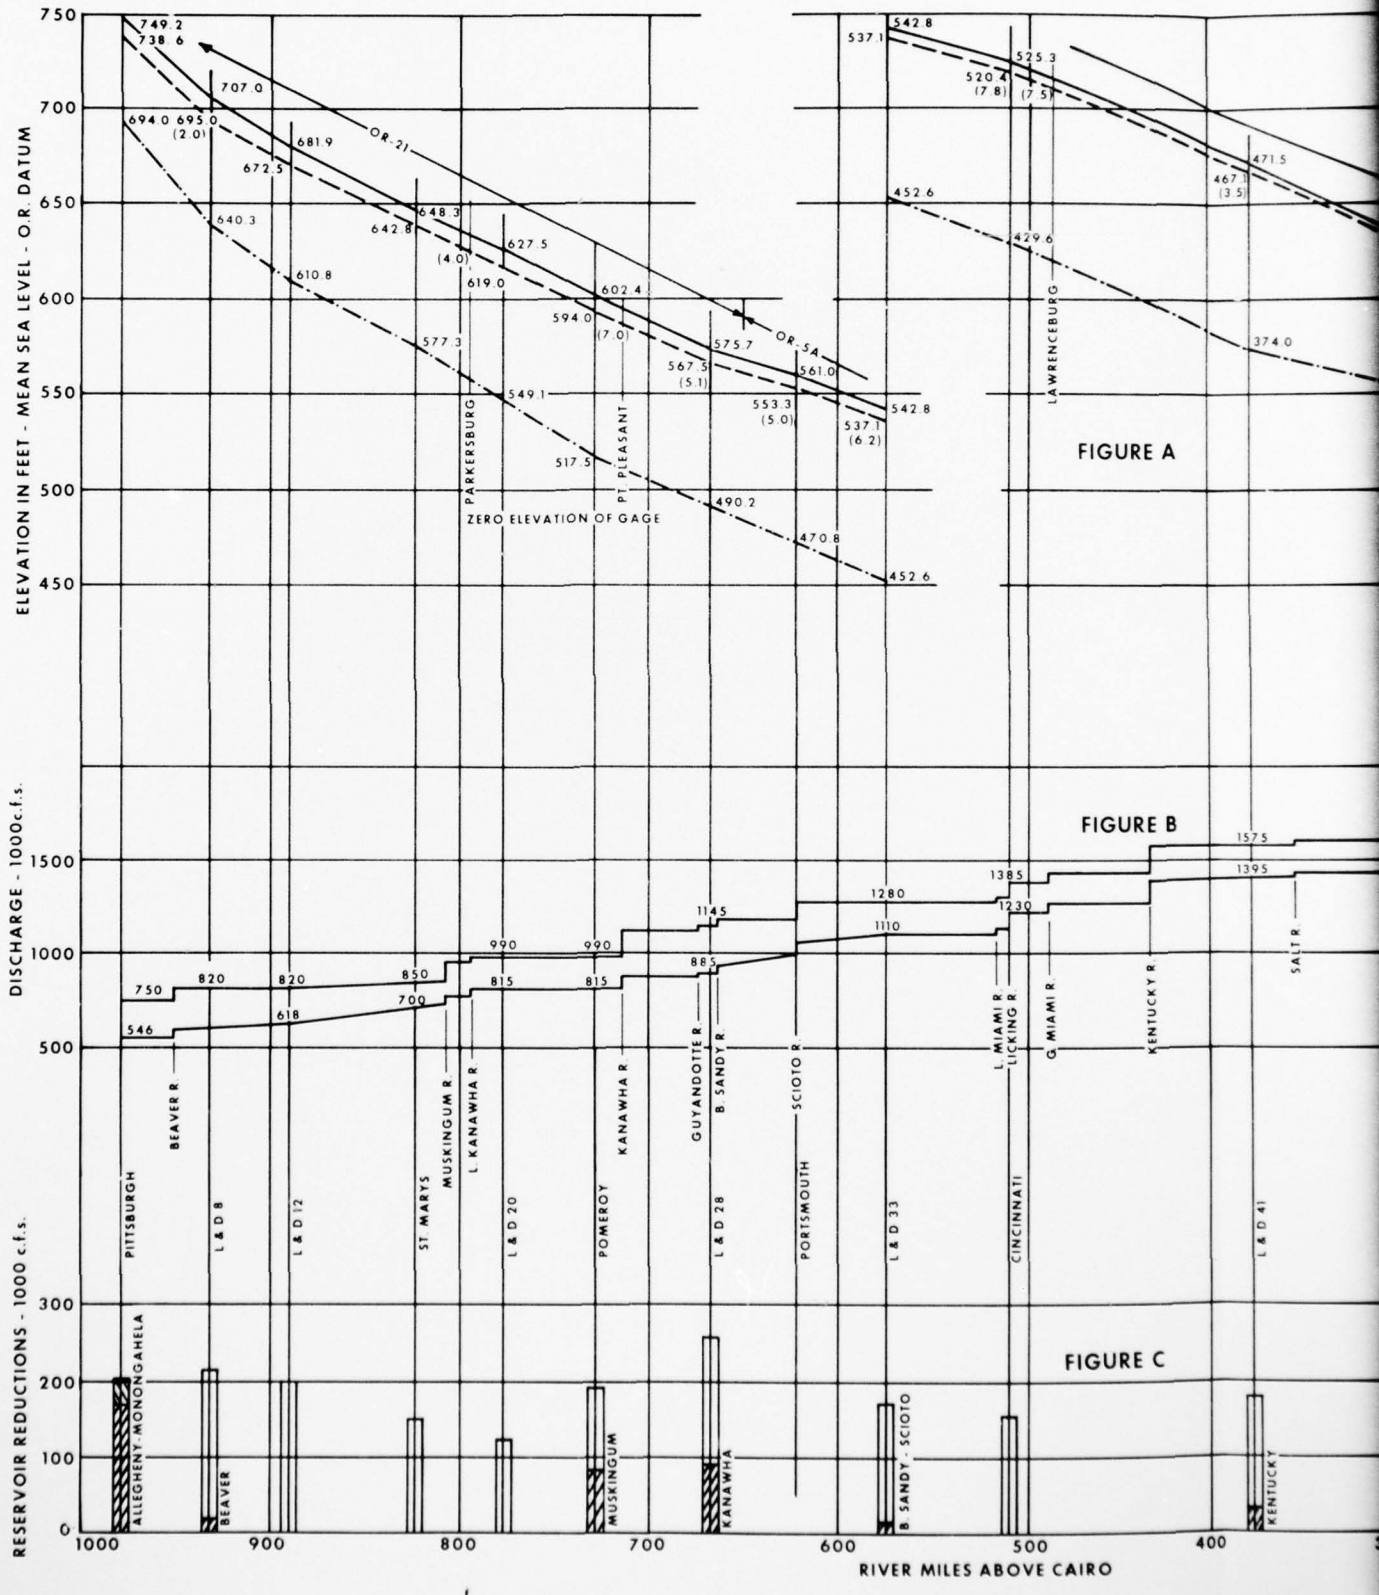 ELEVATION IN FEET - MEAN SEA LEVEL - O.R. DATUM
750
700
650
600
550
500
450
749.2
738.6
694.0
695.0
(2.0)
707.0
672.5
681.9
640.3
610.8
642.8
648.3
577.3
(4.0)
619.0
627.5
549.1
594.0
602.4
(7.0)
517.5
567.5
(5.1)
575.7
490.2
553.3
(5.0)
561.0
470.8
537.1
(6.2)
542.8
452.6
OR-21
OR-5A
PARKERSBURG
PT. PLEASANT
ZERO ELEVATION OF GAGE
542.8
537.1
525.3
520.4
(7.8)
(7.5)
471.5
467.1
(3.5)
452.6
429.6
374.0
LAWRENCEBURG
FIGURE A
DISCHARGE - 1000c.f.s.
1500
1000
500
FIGURE B
750
820
820
850
990
990
1145
1280
1385
1575
546
618
700
815
815
885
1110
1230
1395
BEAVER R.
MUSKINGUM R.
L. KANAWHA R.
KANAWHA R.
GUYANDOTTE R.
B. SANDY R.
SCIOTO R.
L. MIAMI R.
LICKING R.
G. MIAMI R.
KENTUCKY R.
SALT R.
PITTSBURGH
L & D 8
L & D 12
ST. MARYS
L & D 20
POMEROY
L & D 28
PORTSMOUTH
L & D 33
CINCINNATI
L & D 41
RESERVOIR REDUCTIONS - 1000 c.f.s.
300
200
100
0
FIGURE C
ALLEGHENY-MONONGAHELA
BEAVER
MUSKINGUM
KANAWHA
B. SANDY - SCIOTO
KENTUCKY
1000
900
800
700
600
500
400
RIVER MILES ABOVE CAIRO